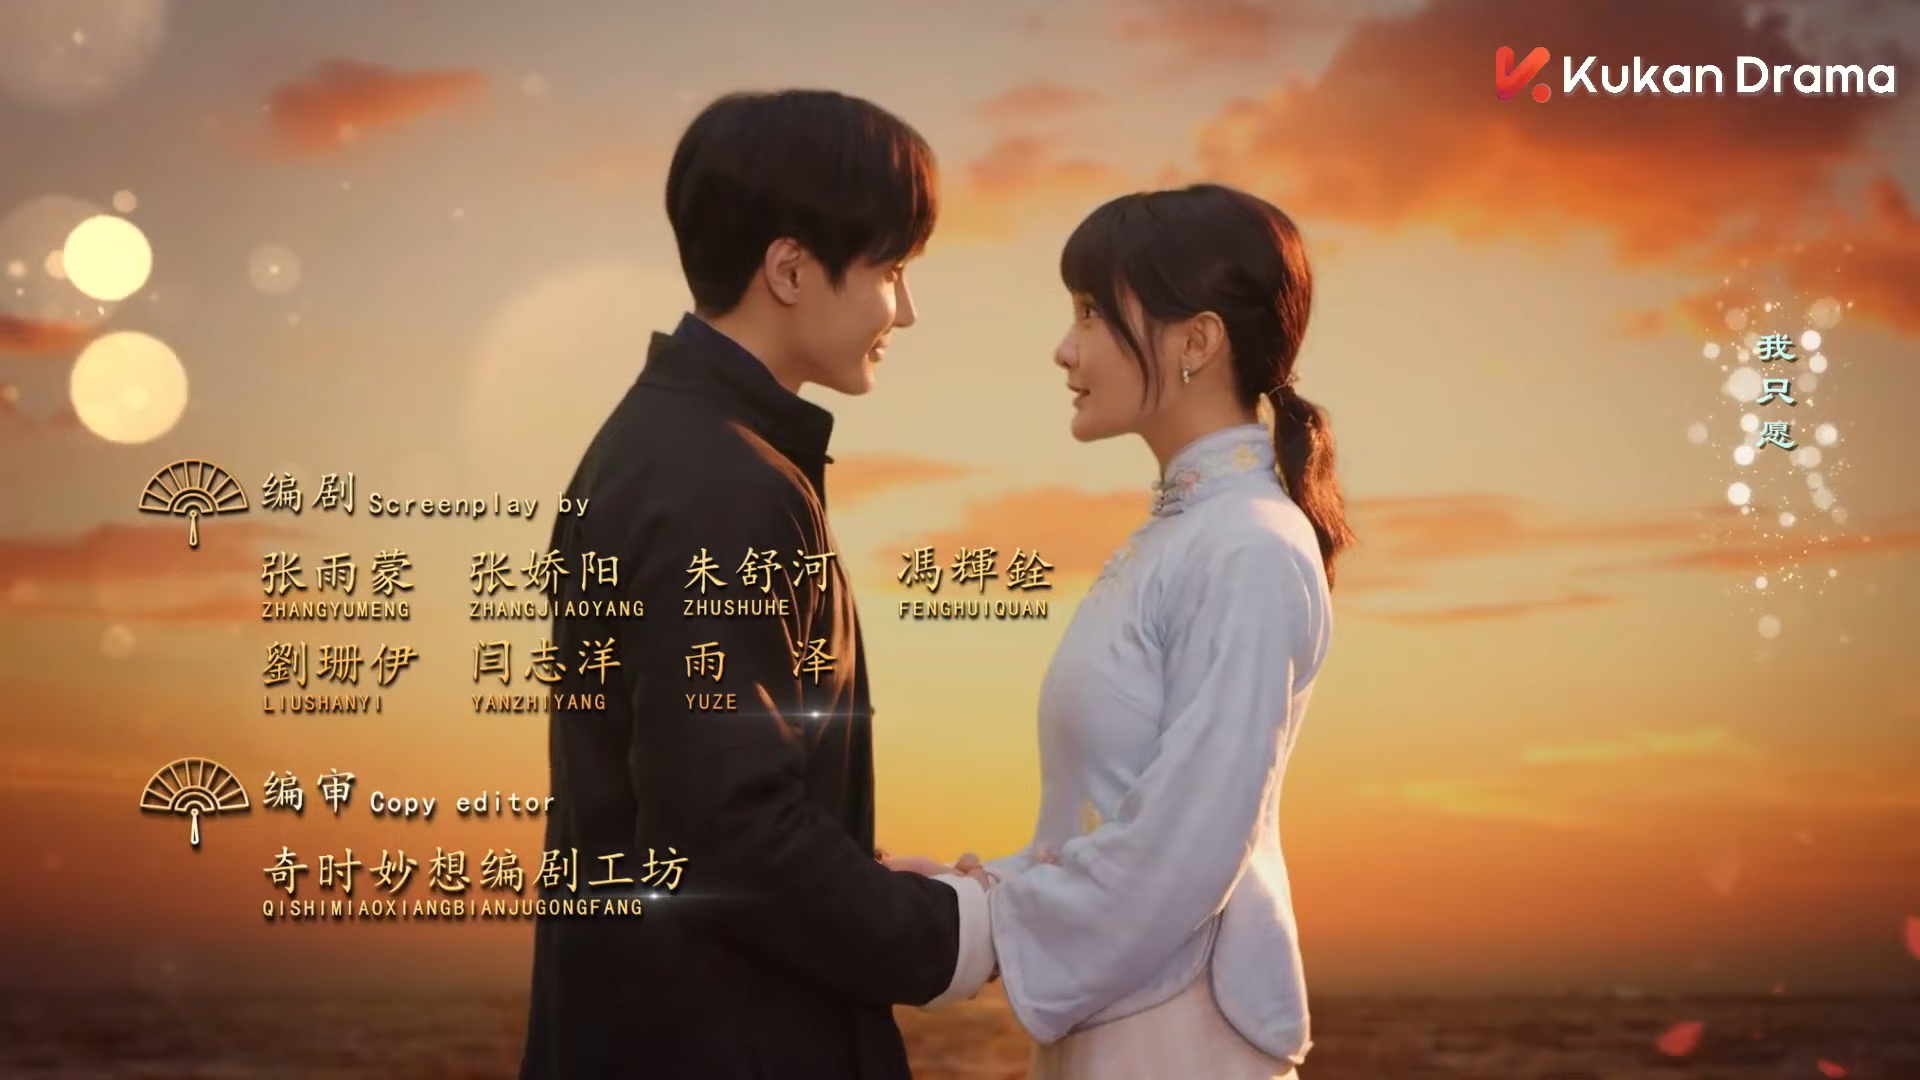 Kukan Drama
我只愿
编剧 Screenplay by
张雨蒙 张娇阳 朱舒河 馮輝銓
ZHANGYUMENG ZHANGJIAOYANG ZHUSHUHE FENGHUIQUAN
劉珊伊 闫志洋 雨泽
LIUSHANYI YANZHIYANG YUZE
编审 Copy editor
奇时妙想编剧工坊
QISHIMIAOXIANGBIANJUGONGFANG